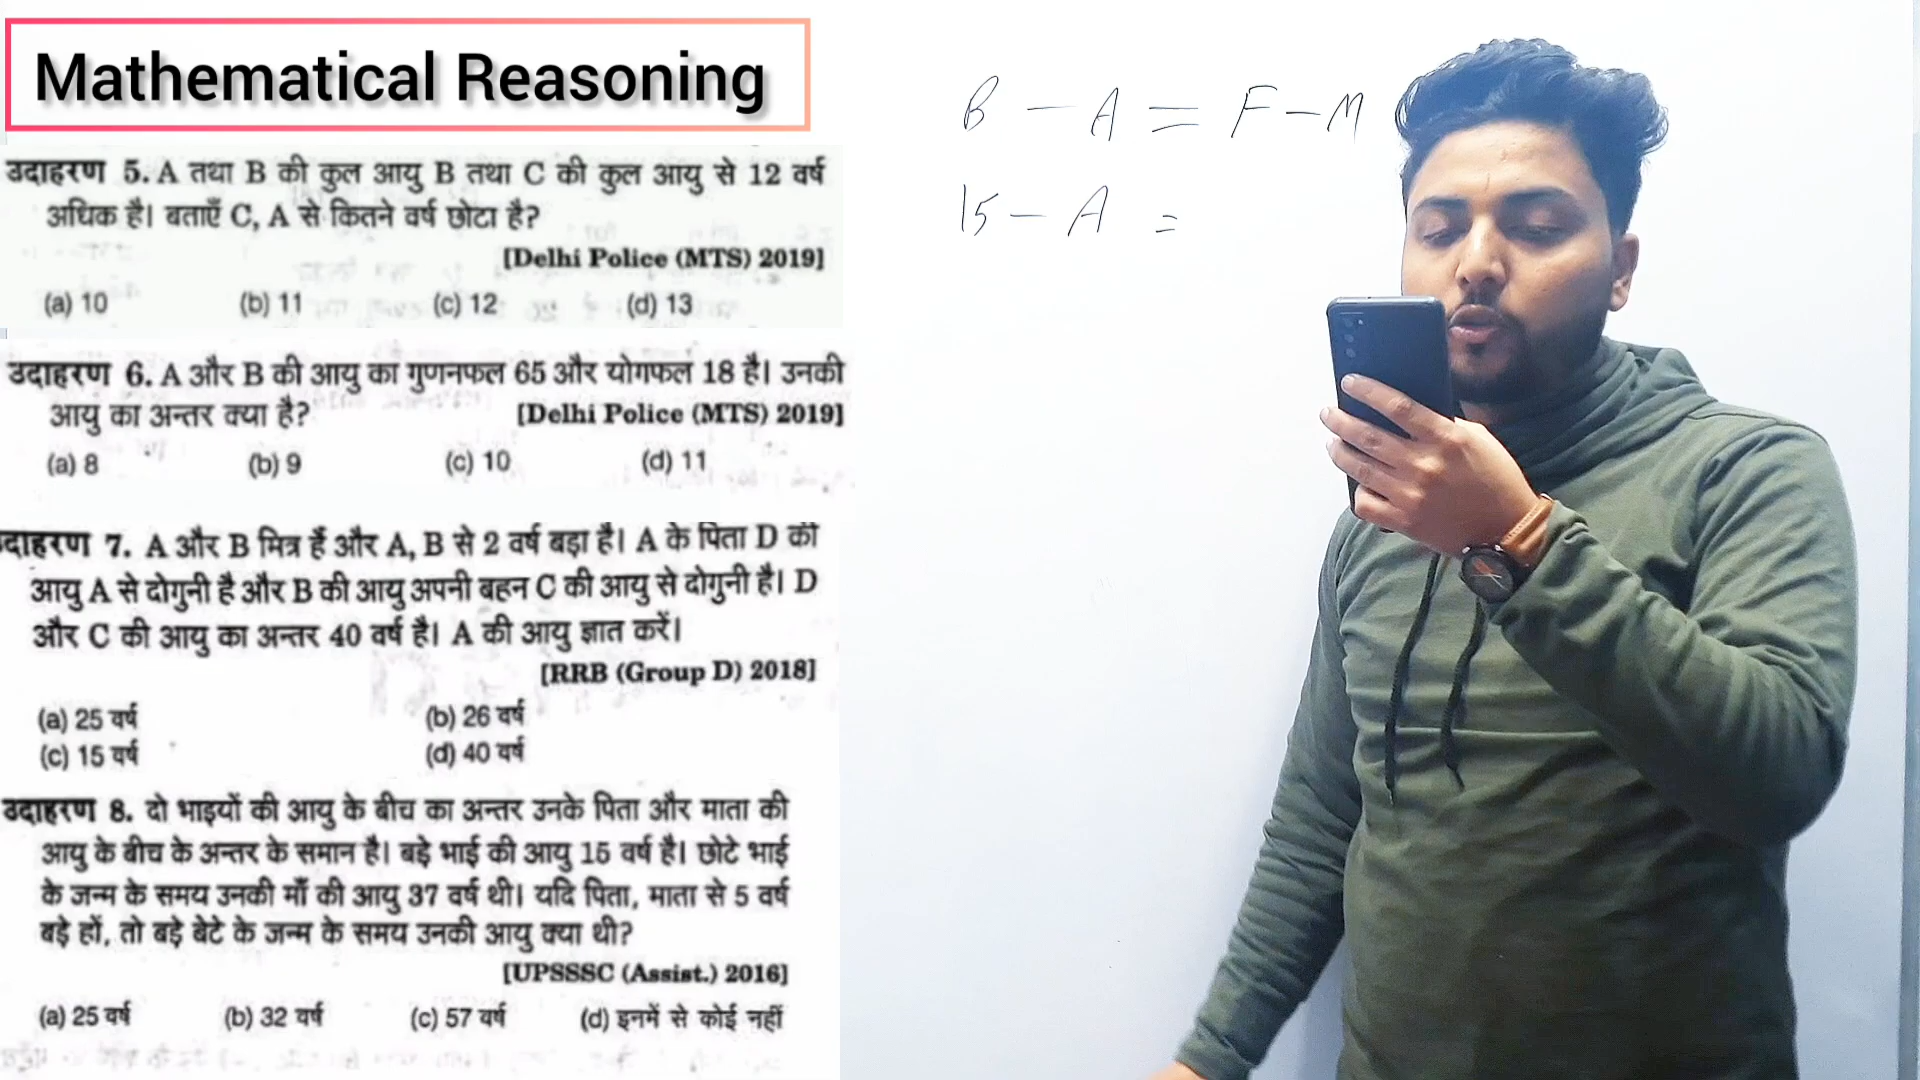 Mathematical Reasoning
उदाहरण 5. A तथा B की कुल आयु B तथा C की कुल आयु से 12 वर्ष
अधिक है। बताएँ C, A से कितने वर्ष छोटा है?
[Delhi Police (MTS) 2019]
(a) 10 (b) 11 (c) 12 (d) 13
उदाहरण 6. A और B की आयु का गुणनफल 65 और योगफल 18 है। उनकी
आयु का अन्तर क्या है? [Delhi Police (MTS) 2019]
(a) 8 (b) 9 (c) 10 (d) 11
दाहरण 7. A और B मित्र हैं और A, B से 2 वर्ष बड़ा है। A के पिता D की
आयु A से दोगुनी है और B की आयु अपनी बहन C की आयु से दोगुनी है। D
और C की आयु का अन्तर 40 वर्ष है। A की आयु ज्ञात करें।
[RRB (Group D) 2018]
(a) 25 वर्ष (b) 26 वर्ष
(c) 15 वर्ष (d) 40 वर्ष
उदाहरण 8. दो भाइयों की आयु के बीच का अन्तर उनके पिता और माता की
आयु के बीच के अन्तर के समान है। बड़े भाई की आयु 15 वर्ष है। छोटे भाई
के जन्म के समय उनकी माँ की आयु 37 वर्ष थी। यदि पिता, माता से 5 वर्ष
बड़े हों, तो बड़े बेटे के जन्म के समय उनकी आयु क्या थी?
[UPSSSC (Assist.) 2016]
(a) 25 वर्ष (b) 32 वर्ष (c) 57 वर्ष (d) इनमें से कोई नहीं
B - A = F - M
15 - A =